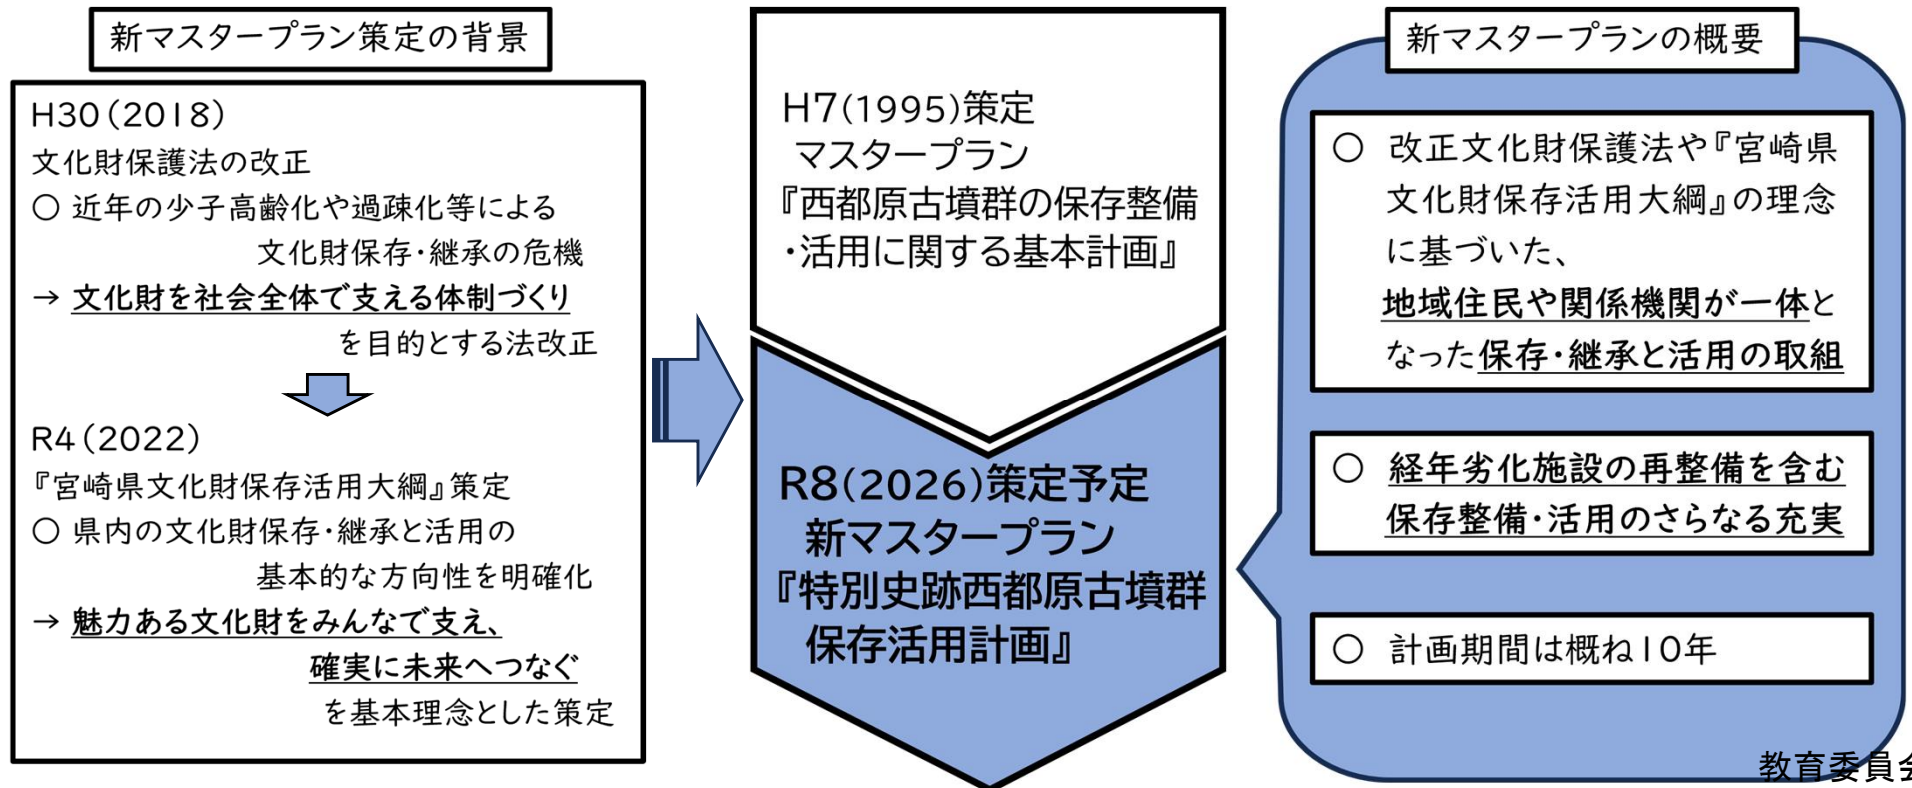 新マスタープラン策定の背景
H30(2018)
文化財保護法の改正
○ 近年の少子高齢化や過疎化等による
文化財保存・継承の危機
→ 文化財を社会全体で支える体制づくり
を目的とする法改正
R4(2022)
『宮崎県文化財保存活用大綱』策定
○ 県内の文化財保存・継承と活用の
基本的な方向性を明確化
→ 魅力ある文化財をみんなで支え、
確実に未来へつなぐ
を基本理念とした策定
H7(1995)策定
マスタープラン
『西都原古墳群の保存整備
・活用に関する基本計画』
R8(2026)策定予定
新マスタープラン
『特別史跡西都原古墳群
保存活用計画』
新マスタープランの概要
○ 改正文化財保護法や『宮崎県
文化財保存活用大綱』の理念
に基づいた、
地域住民や関係機関が一体と
なった保存・継承と活用の取組
○ 経年劣化施設の再整備を含む
保存整備・活用のさらなる充実
○ 計画期間は概ね10年
教育委員会